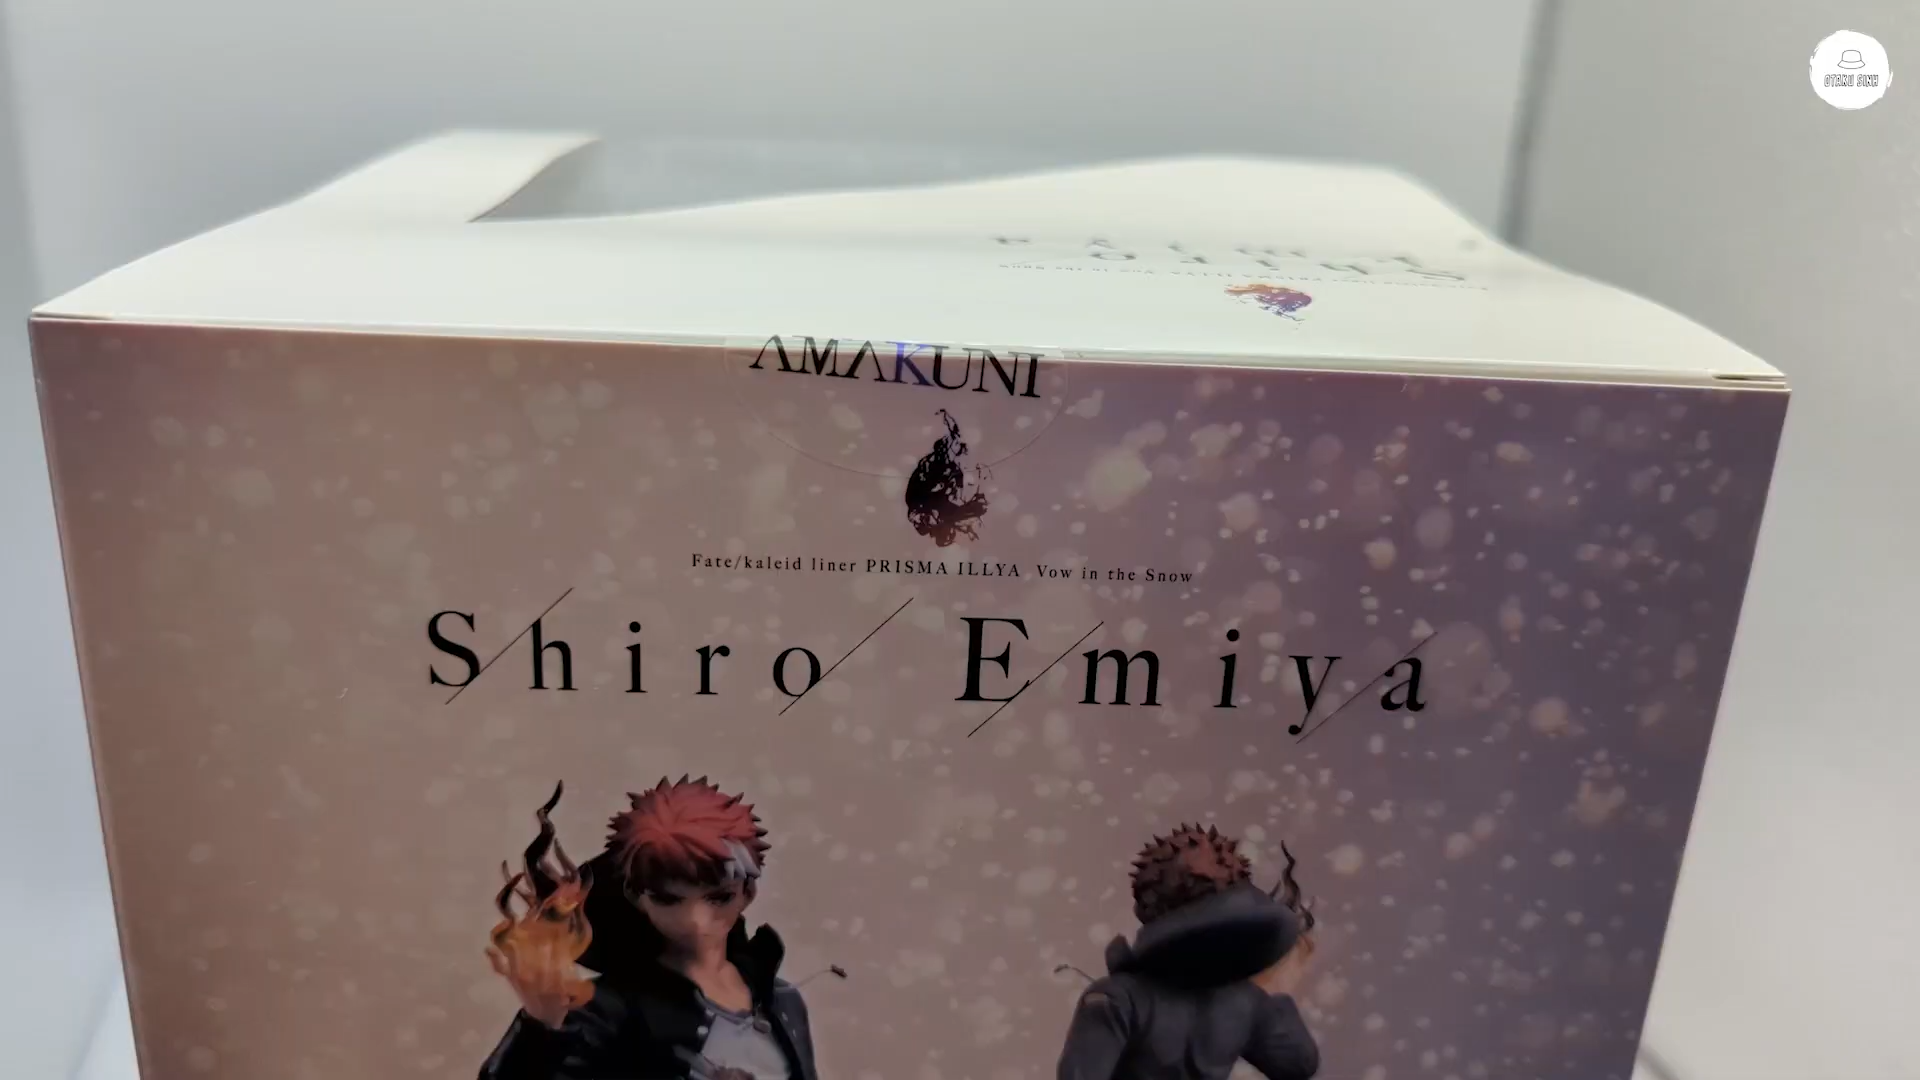 OTAKU SINH
AMAKUNI
Fate/kaleid liner PRISMA ILLYA Vow in the Snow
Shiro Emiya